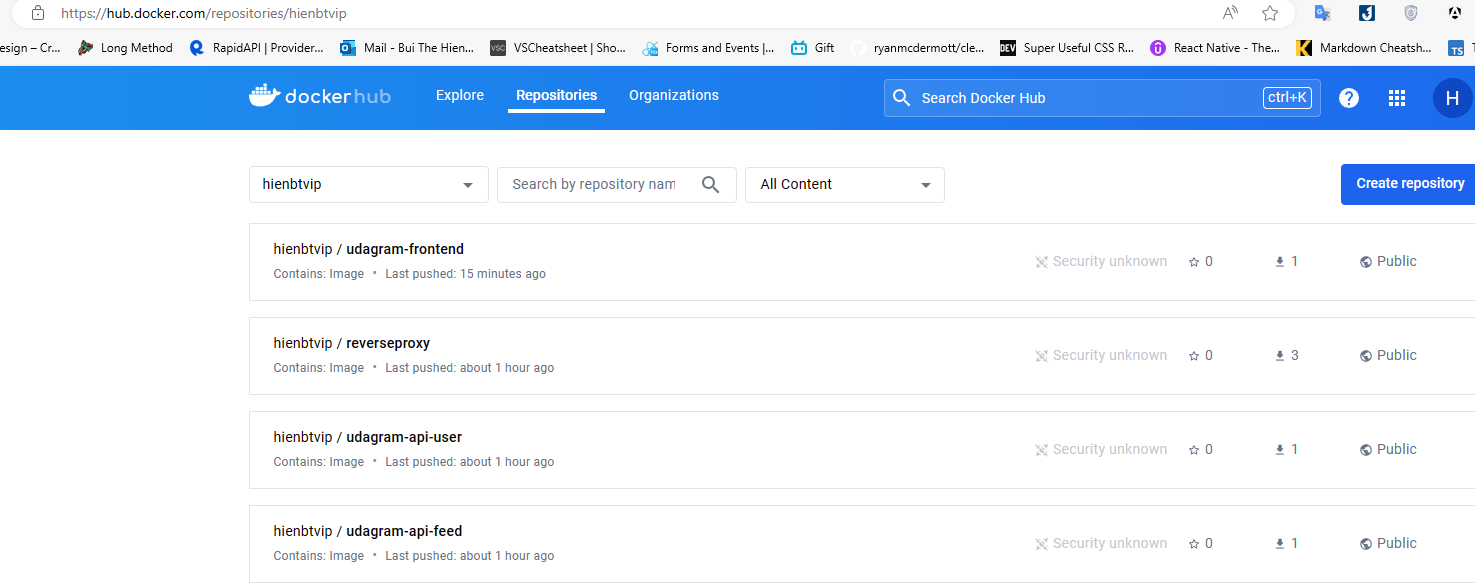 https://hub.docker.com/repositories/hienbtvip
esign – Cr... Long Method RapidAPI | Provider... Mail - Bui The Hien... VSC VSCheatsheet | Sho... Forms and Events |... Gift ryanmcdermott/cle... DEV Super Useful CSS R... React Native - The... Markdown Cheatsh... TS
dockerhub Explore Repositories Organizations Search Docker Hub ctrl+K ? H
hienbtvip Search by repository nam All Content Create repository
hienbtvip / udagram-frontend
Contains: Image • Last pushed: 15 minutes ago
Security unknown 0 1 Public
hienbtvip / reverseproxy
Contains: Image • Last pushed: about 1 hour ago
Security unknown 0 3 Public
hienbtvip / udagram-api-user
Contains: Image • Last pushed: about 1 hour ago
Security unknown 0 1 Public
hienbtvip / udagram-api-feed
Contains: Image • Last pushed: about 1 hour ago
Security unknown 0 1 Public